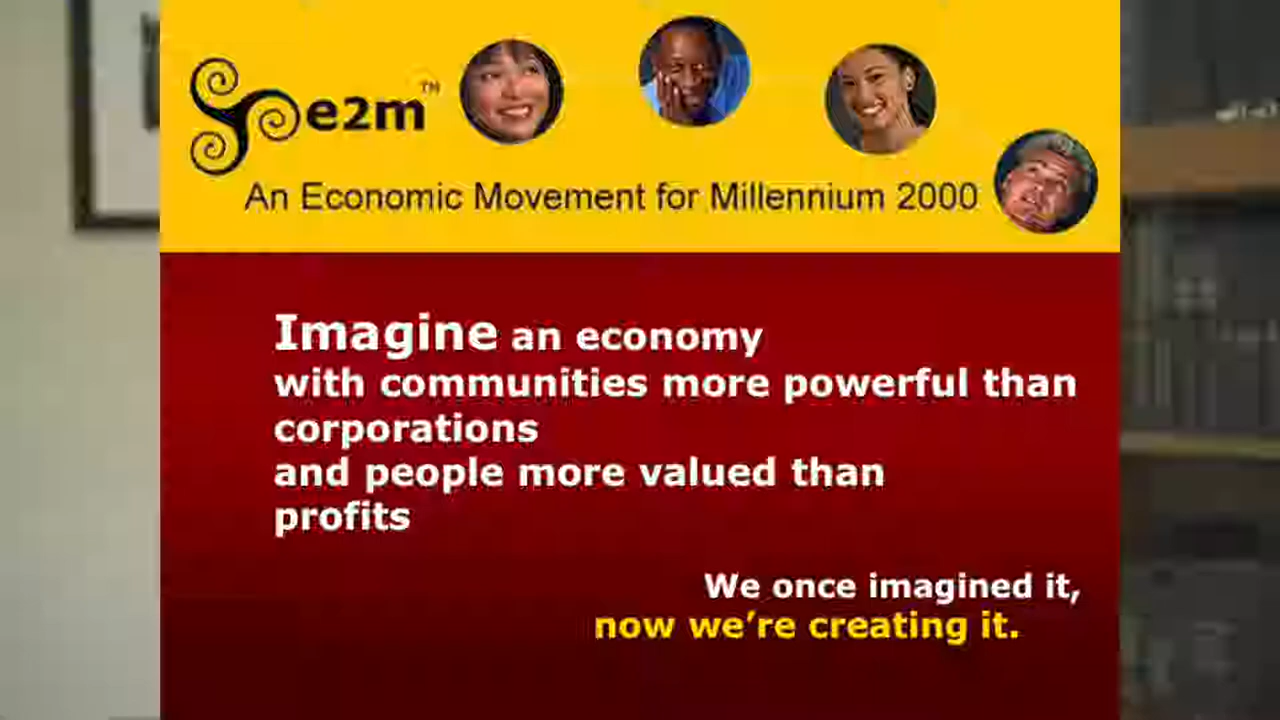 e2m™
An Economic Movement for Millennium 2000
Imagine an economy
with communities more powerful than
corporations
and people more valued than
profits
We once imagined it,
now we’re creating it.